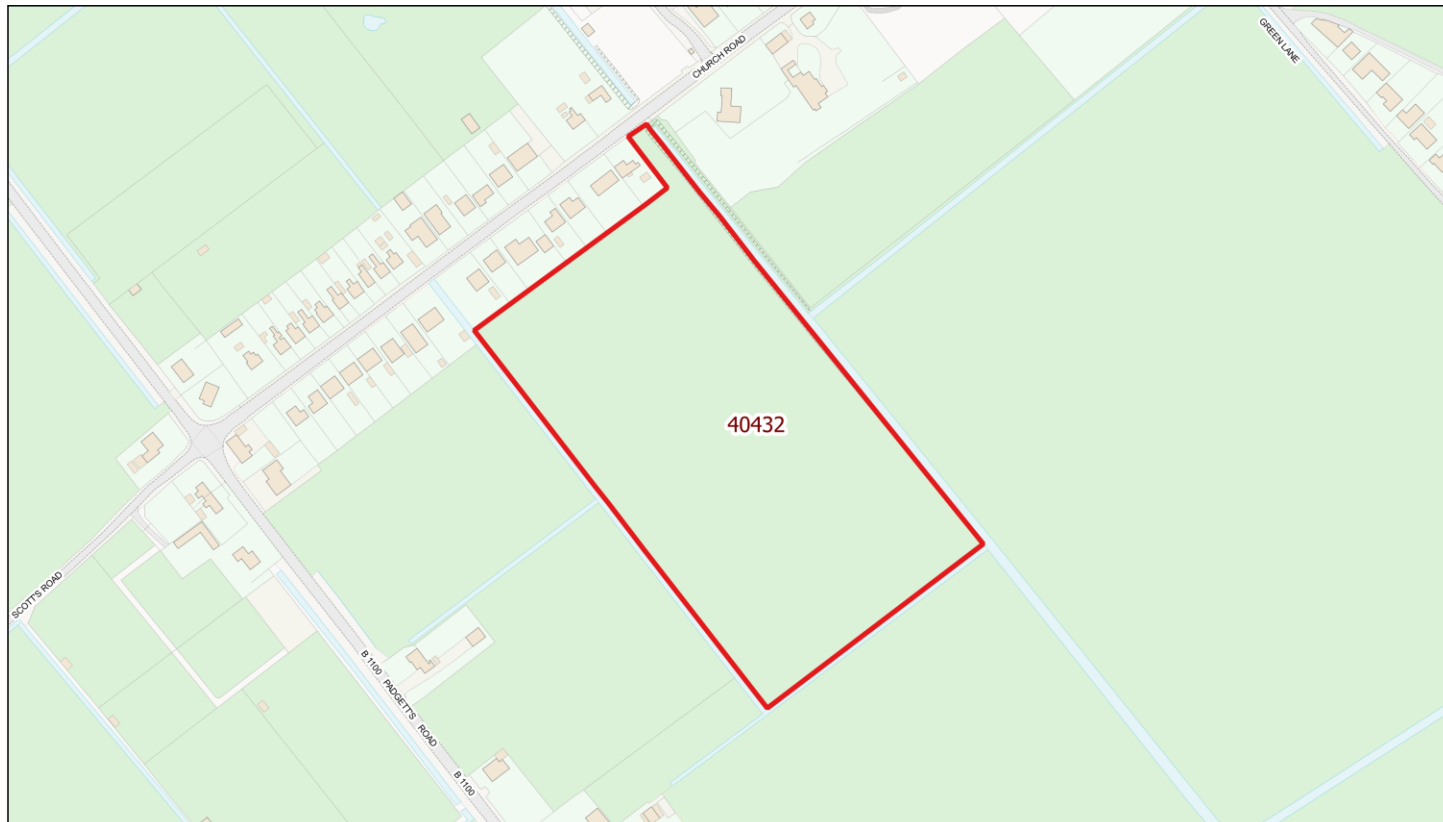 CHURCH ROAD
GREEN LANE
40432
SCOTT'S ROAD
B 1100 PADGETT'S ROAD
B 1100